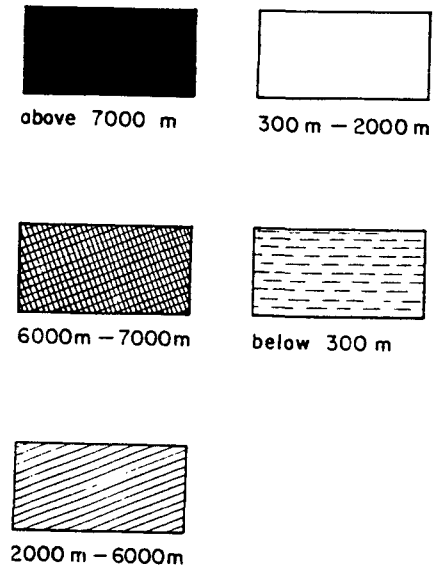 above 7000 m
300 m – 2000 m
6000m – 7000m
below 300 m
2000 m – 6000m